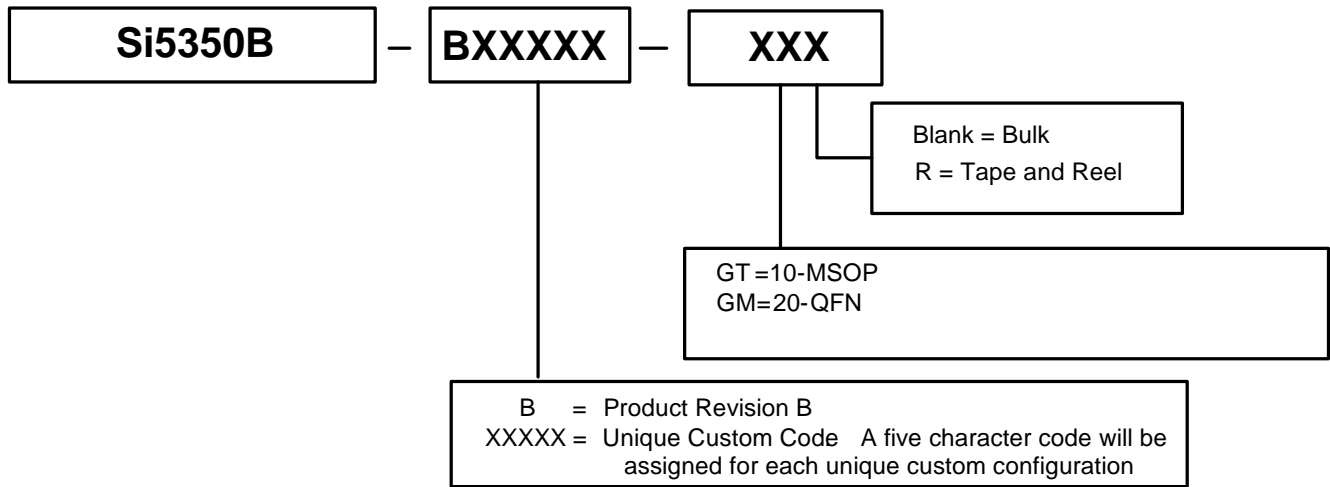 Si5350B – BXXXXX – XXX
Blank = Bulk
R = Tape and Reel
GT=10-MSOP
GM=20-QFN
B = Product Revision B
XXXXX = Unique Custom Code A five character code will be
assigned for each unique custom configuration